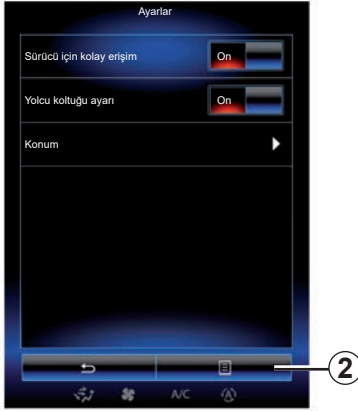 Ayarlar
Sürücü için kolay erişim On
Yolcu koltuğu ayarı On
Konum
2
A/C